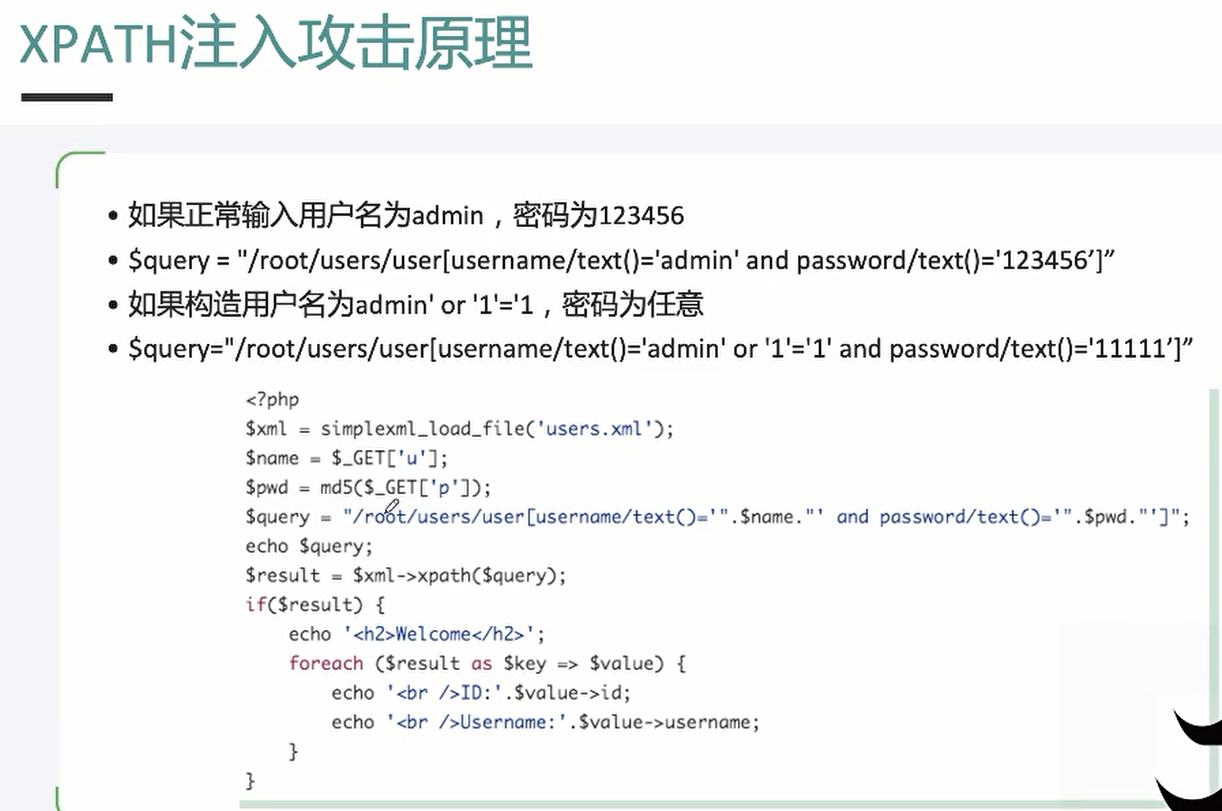 XPATH注入攻击原理
• 如果正常输入用户名为admin，密码为123456
• $query = "/root/users/user[username/text()='admin' and password/text()='123456’]”
• 如果构造用户名为admin' or '1'='1，密码为任意
• $query="/root/users/user[username/text()='admin' or '1'='1' and password/text()='11111’]”
<?php
$xml = simplexml_load_file('users.xml');
$name = $_GET['u'];
$pwd = md5($_GET['p']);
$query = "/root/users/user[username/text()='".$name."' and password/text()='".$pwd."']";
echo $query;
$result = $xml->xpath($query);
if($result) {
    echo '<h2>Welcome</h2>';
    foreach ($result as $key => $value) {
        echo '<br />ID:'.$value->id;
        echo '<br />Username:'.$value->username;
    }
}